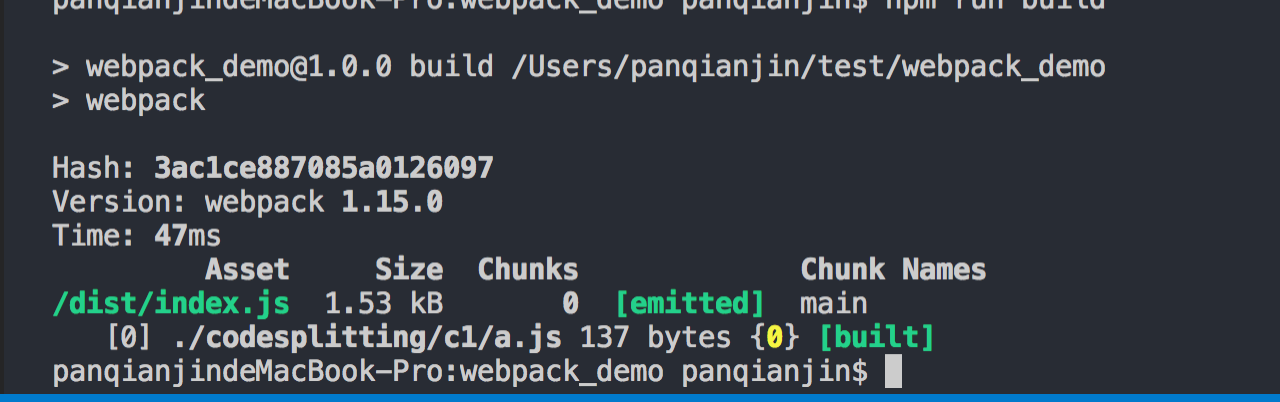 panqianjindeMacBook-Pro:webpack_demo panqianjin$ npm run build
> webpack_demo@1.0.0 build /Users/panqianjin/test/webpack_demo
> webpack
Hash: 3ac1ce887085a0126097
Version: webpack 1.15.0
Time: 47ms
Asset Size Chunks Chunk Names
/dist/index.js 1.53 kB 0 [emitted] main
[0] ./codesplitting/c1/a.js 137 bytes {0} [built]
panqianjindeMacBook-Pro:webpack_demo panqianjin$